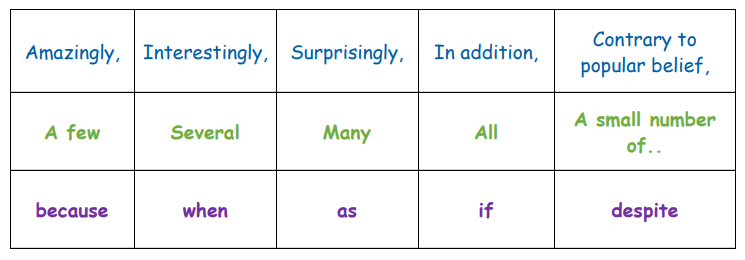 Amazingly, Interestingly, Surprisingly, In addition, Contrary to
popular belief,
A few Several Many All A small number
of..
because when as if despite